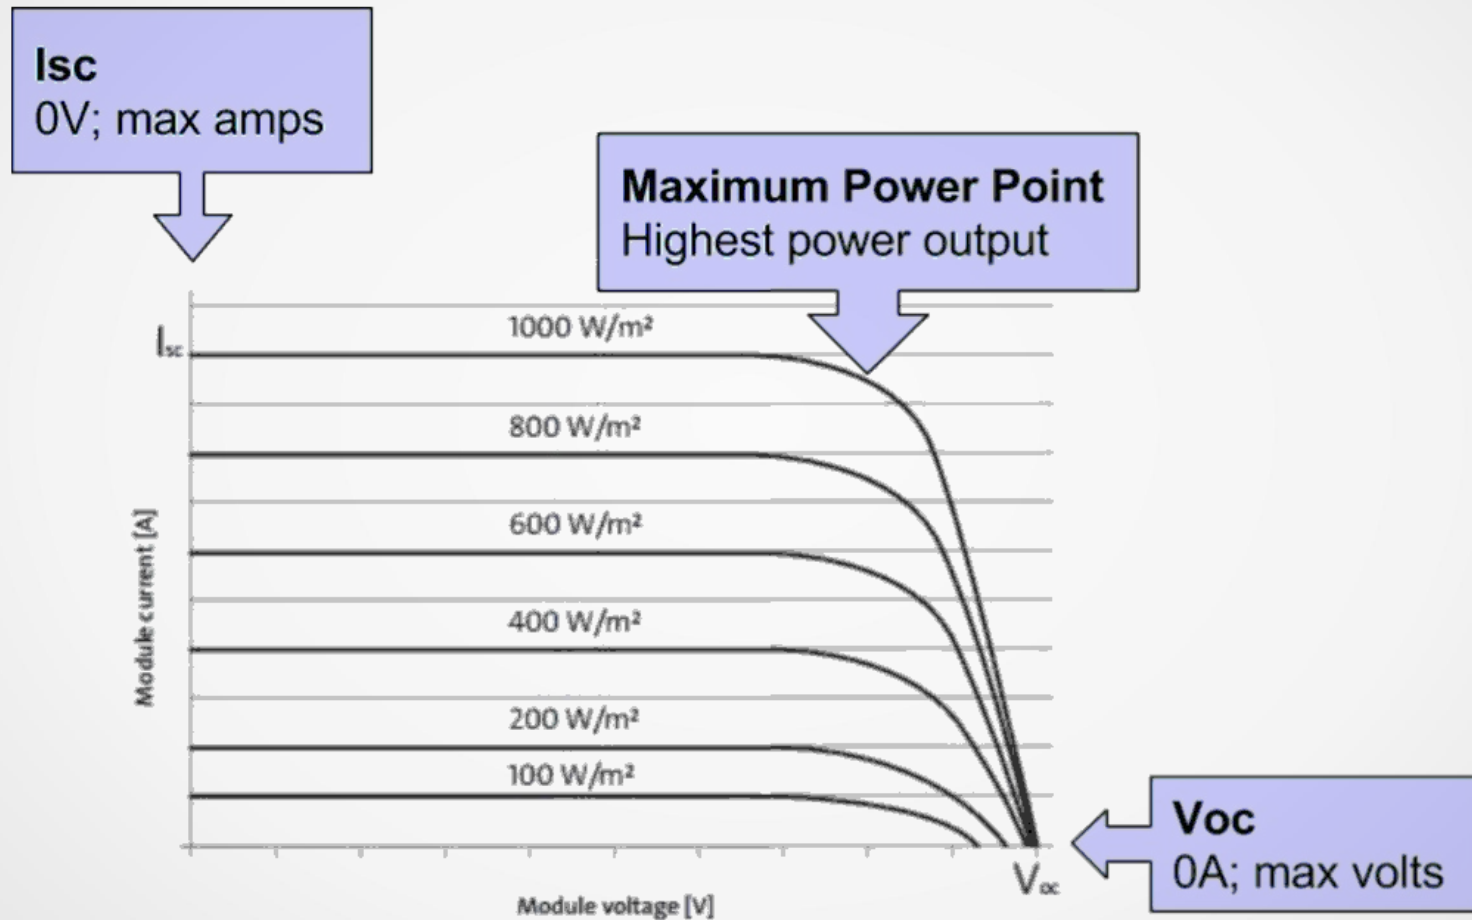 Isc
0V; max amps
Maximum Power Point
Highest power output
Isc
1000 W/m²
800 W/m²
600 W/m²
400 W/m²
200 W/m²
100 W/m²
Module current [A]
Voc
0A; max volts
Voc
Module voltage [V]